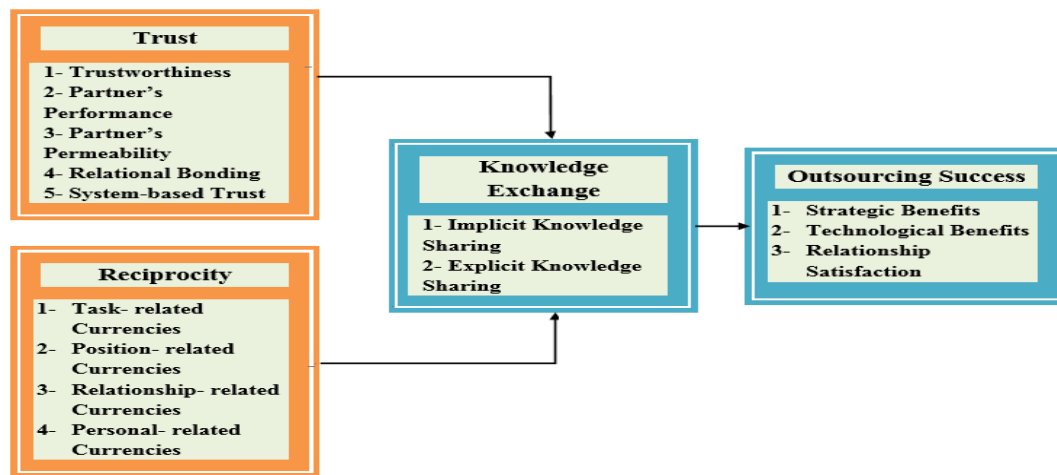 Trust
1- Trustworthiness
2- Partner's
Performance
3- Partner's
Permeability
4- Relational Bonding
5- System-based Trust
Reciprocity
1- Task- related
Currencies
2- Position- related
Currencies
3- Relationship- related
Currencies
4- Personal- related
Currencies
Knowledge
Exchange
1- Implicit Knowledge
Sharing
2- Explicit Knowledge
Sharing
Outsourcing Success
1- Strategic Benefits
2- Technological Benefits
3- Relationship
Satisfaction